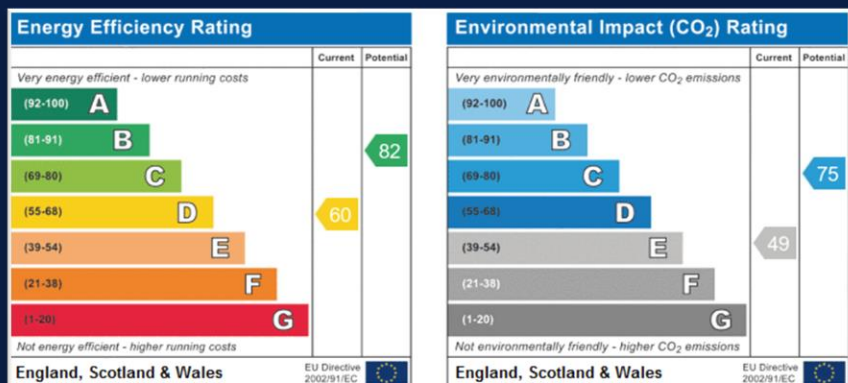 Energy Efficiency Rating
Current Potential
Very energy efficient - lower running costs
(92-100) A
(81-91) B
82
(69-80) C
(55-68) D
60
(39-54) E
(21-38) F
(1-20) G
Not energy efficient - higher running costs
England, Scotland & Wales
EU Directive
2002/91/EC
Environmental Impact (CO₂) Rating
Current Potential
Very environmentally friendly - lower CO₂ emissions
(92-100) A
(81-91) B
(69-80) C
75
(55-68) D
(39-54) E
49
(21-38) F
(1-20) G
Not environmentally friendly - higher CO₂ emissions
England, Scotland & Wales
EU Directive
2002/91/EC